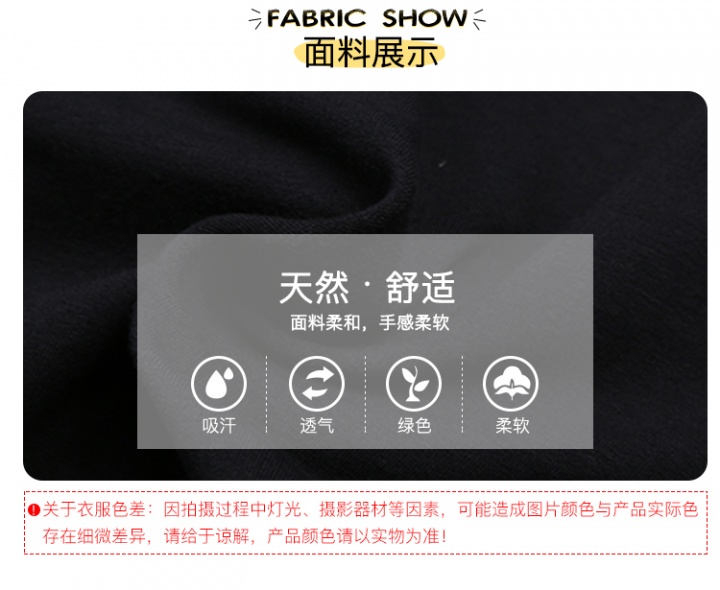 FABRIC SHOW
面料展示
天然·舒适
面料柔和，手感柔软
吸汗
透气
绿色
柔软
关于衣服色差：因拍摄过程中灯光、摄影器材等因素，可能造成图片颜色与产品实际色
存在细微差异，请给于谅解，产品颜色请以实物为准！